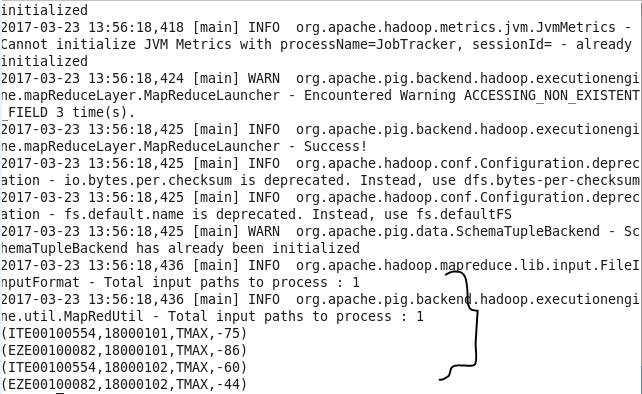 initialized
2017-03-23 13:56:18,418 [main] INFO  org.apache.hadoop.metrics.jvm.JvmMetrics -
Cannot initialize JVM Metrics with processName=JobTracker, sessionId= - already
initialized
2017-03-23 13:56:18,424 [main] WARN  org.apache.pig.backend.hadoop.executionengi
ne.mapReduceLayer.MapReduceLauncher - Encountered Warning ACCESSING_NON_EXISTENT
_FIELD 3 time(s).
2017-03-23 13:56:18,425 [main] INFO  org.apache.pig.backend.hadoop.executionengi
ne.mapReduceLayer.MapReduceLauncher - Success!
2017-03-23 13:56:18,425 [main] INFO  org.apache.hadoop.conf.Configuration.deprec
ation - io.bytes.per.checksum is deprecated. Instead, use dfs.bytes-per-checksum
2017-03-23 13:56:18,425 [main] INFO  org.apache.hadoop.conf.Configuration.deprec
ation - fs.default.name is deprecated. Instead, use fs.defaultFS
2017-03-23 13:56:18,425 [main] WARN  org.apache.pig.data.SchemaTupleBackend - Sc
hemaTupleBackend has already been initialized
2017-03-23 13:56:18,436 [main] INFO  org.apache.hadoop.mapreduce.lib.input.FileI
nputFormat - Total input paths to process : 1
2017-03-23 13:56:18,436 [main] INFO  org.apache.pig.backend.hadoop.executionengi
ne.util.MapRedUtil - Total input paths to process : 1
(ITE00100554,18000101,TMAX,-75)
(EZE00100082,18000101,TMAX,-86)
(ITE00100554,18000102,TMAX,-60)
(EZE00100082,18000102,TMAX,-44)